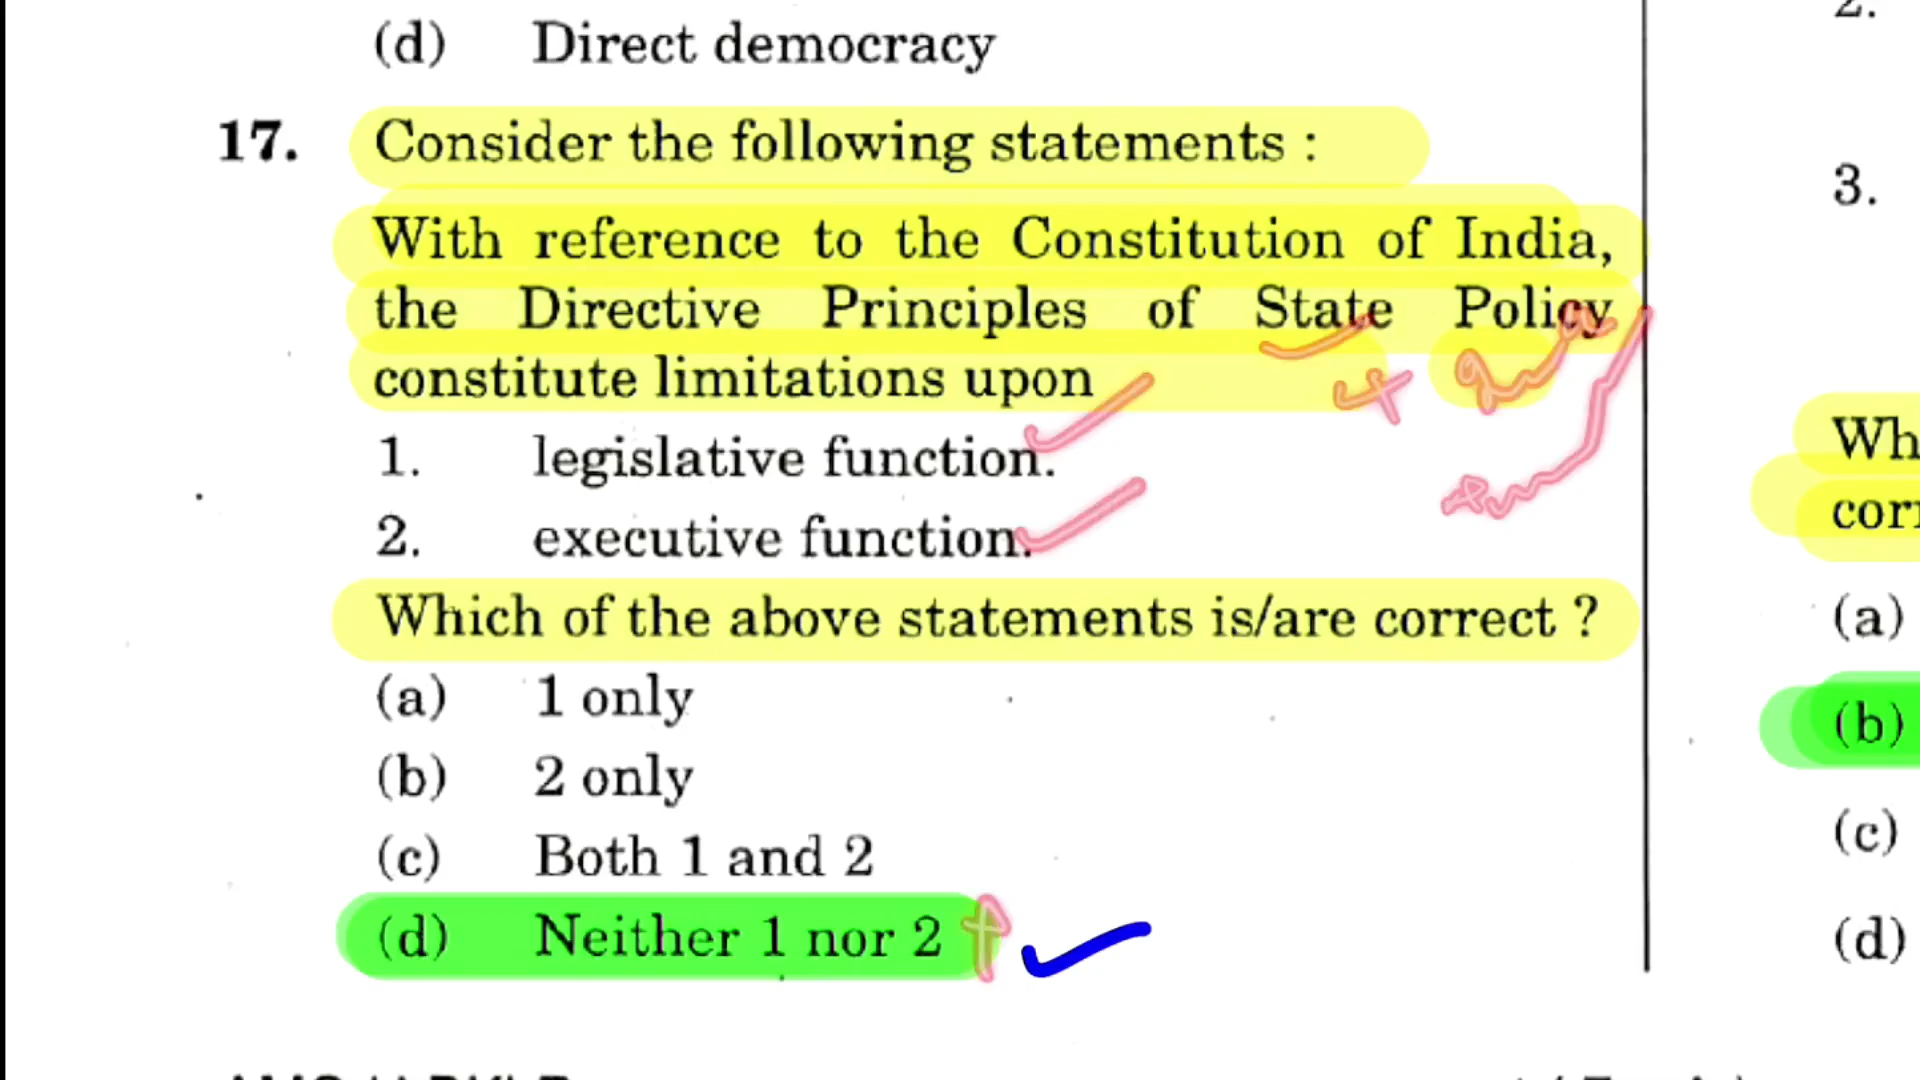 (d) Direct democracy
17. Consider the following statements :
With reference to the Constitution of India,
the Directive Principles of State Policy
constitute limitations upon
1. legislative function.
2. executive function.
Which of the above statements is/are correct ?
(a) 1 only
(b) 2 only
(c) Both 1 and 2
(d) Neither 1 nor 2
2.
3.
Wh
(a)
(b)
(c)
(d)